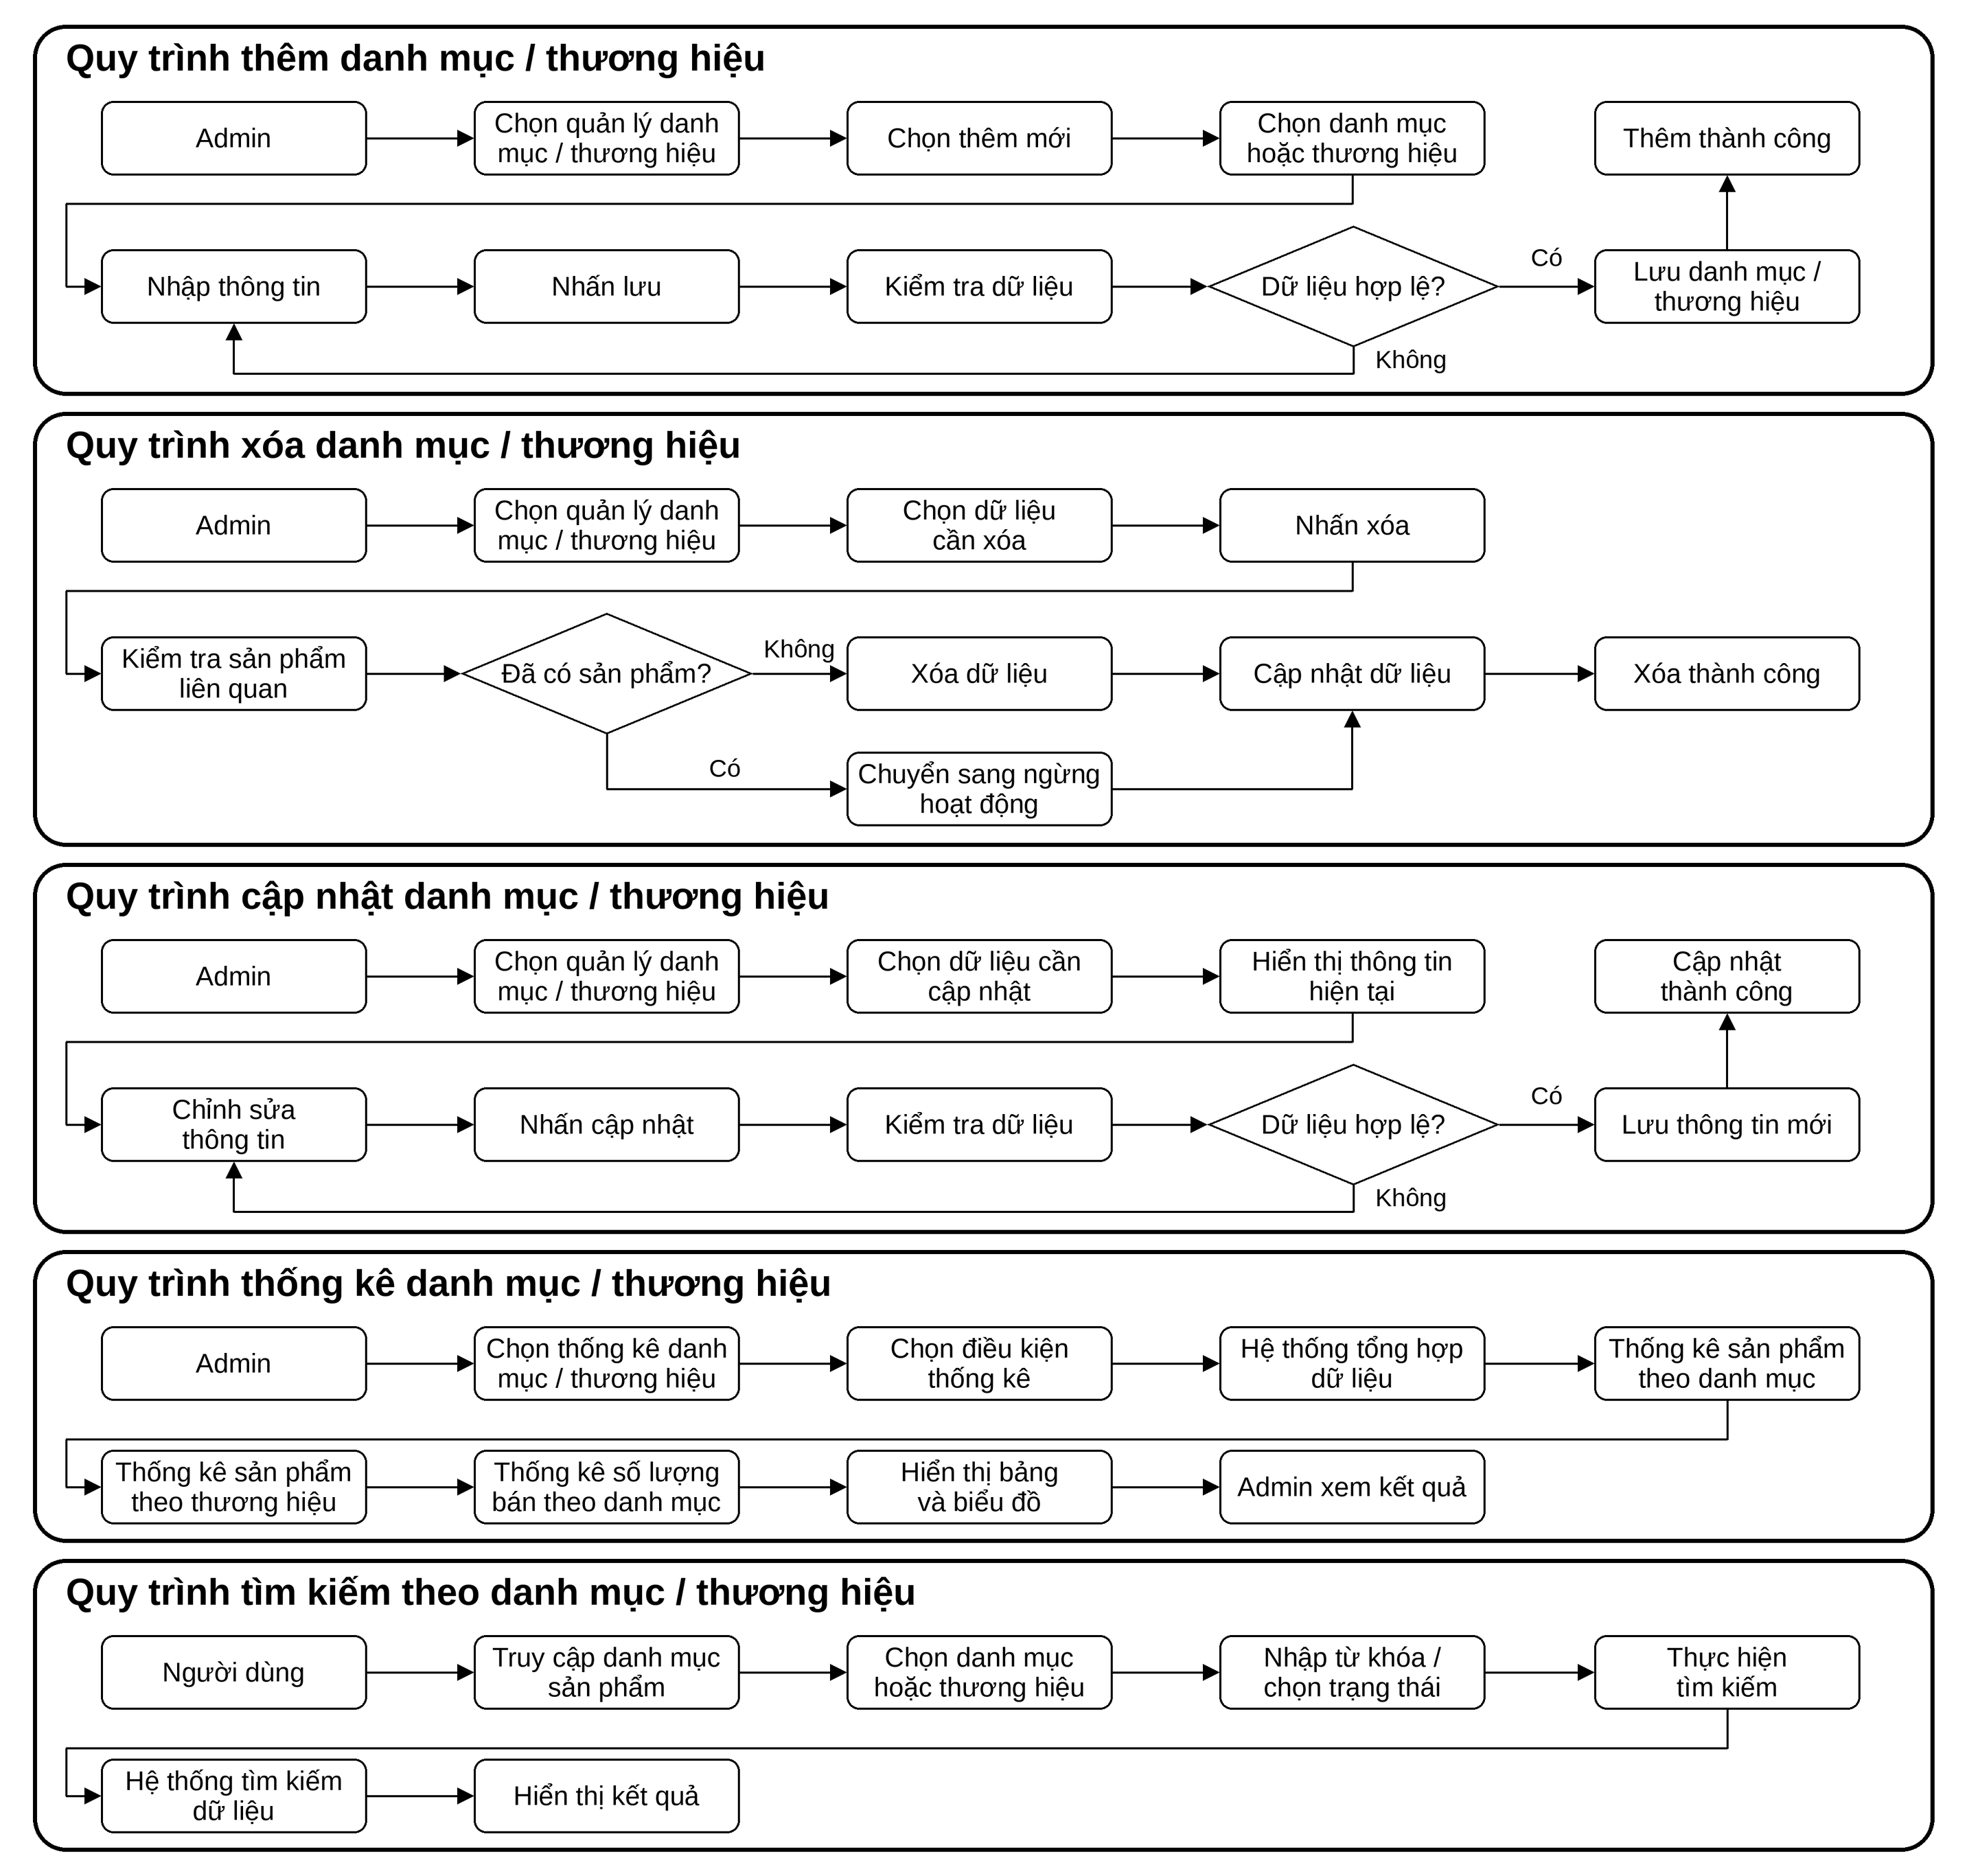 Quy trình thêm danh mục / thương hiệu
Admin
Chọn quản lý danh
mục / thương hiệu
Chọn thêm mới
Chọn danh mục
hoặc thương hiệu
Thêm thành công
Nhập thông tin
Nhấn lưu
Kiểm tra dữ liệu
Dữ liệu hợp lệ?
Có
Lưu danh mục /
thương hiệu
Không
Quy trình xóa danh mục / thương hiệu
Admin
Chọn quản lý danh
mục / thương hiệu
Chọn dữ liệu
cần xóa
Nhấn xóa
Kiểm tra sản phẩm
liên quan
Đã có sản phẩm?
Không
Xóa dữ liệu
Cập nhật dữ liệu
Xóa thành công
Có
Chuyển sang ngừng
hoạt động
Quy trình cập nhật danh mục / thương hiệu
Admin
Chọn quản lý danh
mục / thương hiệu
Chọn dữ liệu cần
cập nhật
Hiển thị thông tin
hiện tại
Cập nhật
thành công
Chỉnh sửa
thông tin
Nhấn cập nhật
Kiểm tra dữ liệu
Dữ liệu hợp lệ?
Có
Lưu thông tin mới
Không
Quy trình thống kê danh mục / thương hiệu
Admin
Chọn thống kê danh
mục / thương hiệu
Chọn điều kiện
thống kê
Hệ thống tổng hợp
dữ liệu
Thống kê sản phẩm
theo danh mục
Thống kê sản phẩm
theo thương hiệu
Thống kê số lượng
bán theo danh mục
Hiển thị bảng
và biểu đồ
Admin xem kết quả
Quy trình tìm kiếm theo danh mục / thương hiệu
Người dùng
Truy cập danh mục
sản phẩm
Chọn danh mục
hoặc thương hiệu
Nhập từ khóa /
chọn trạng thái
Thực hiện
tìm kiếm
Hệ thống tìm kiếm
dữ liệu
Hiển thị kết quả